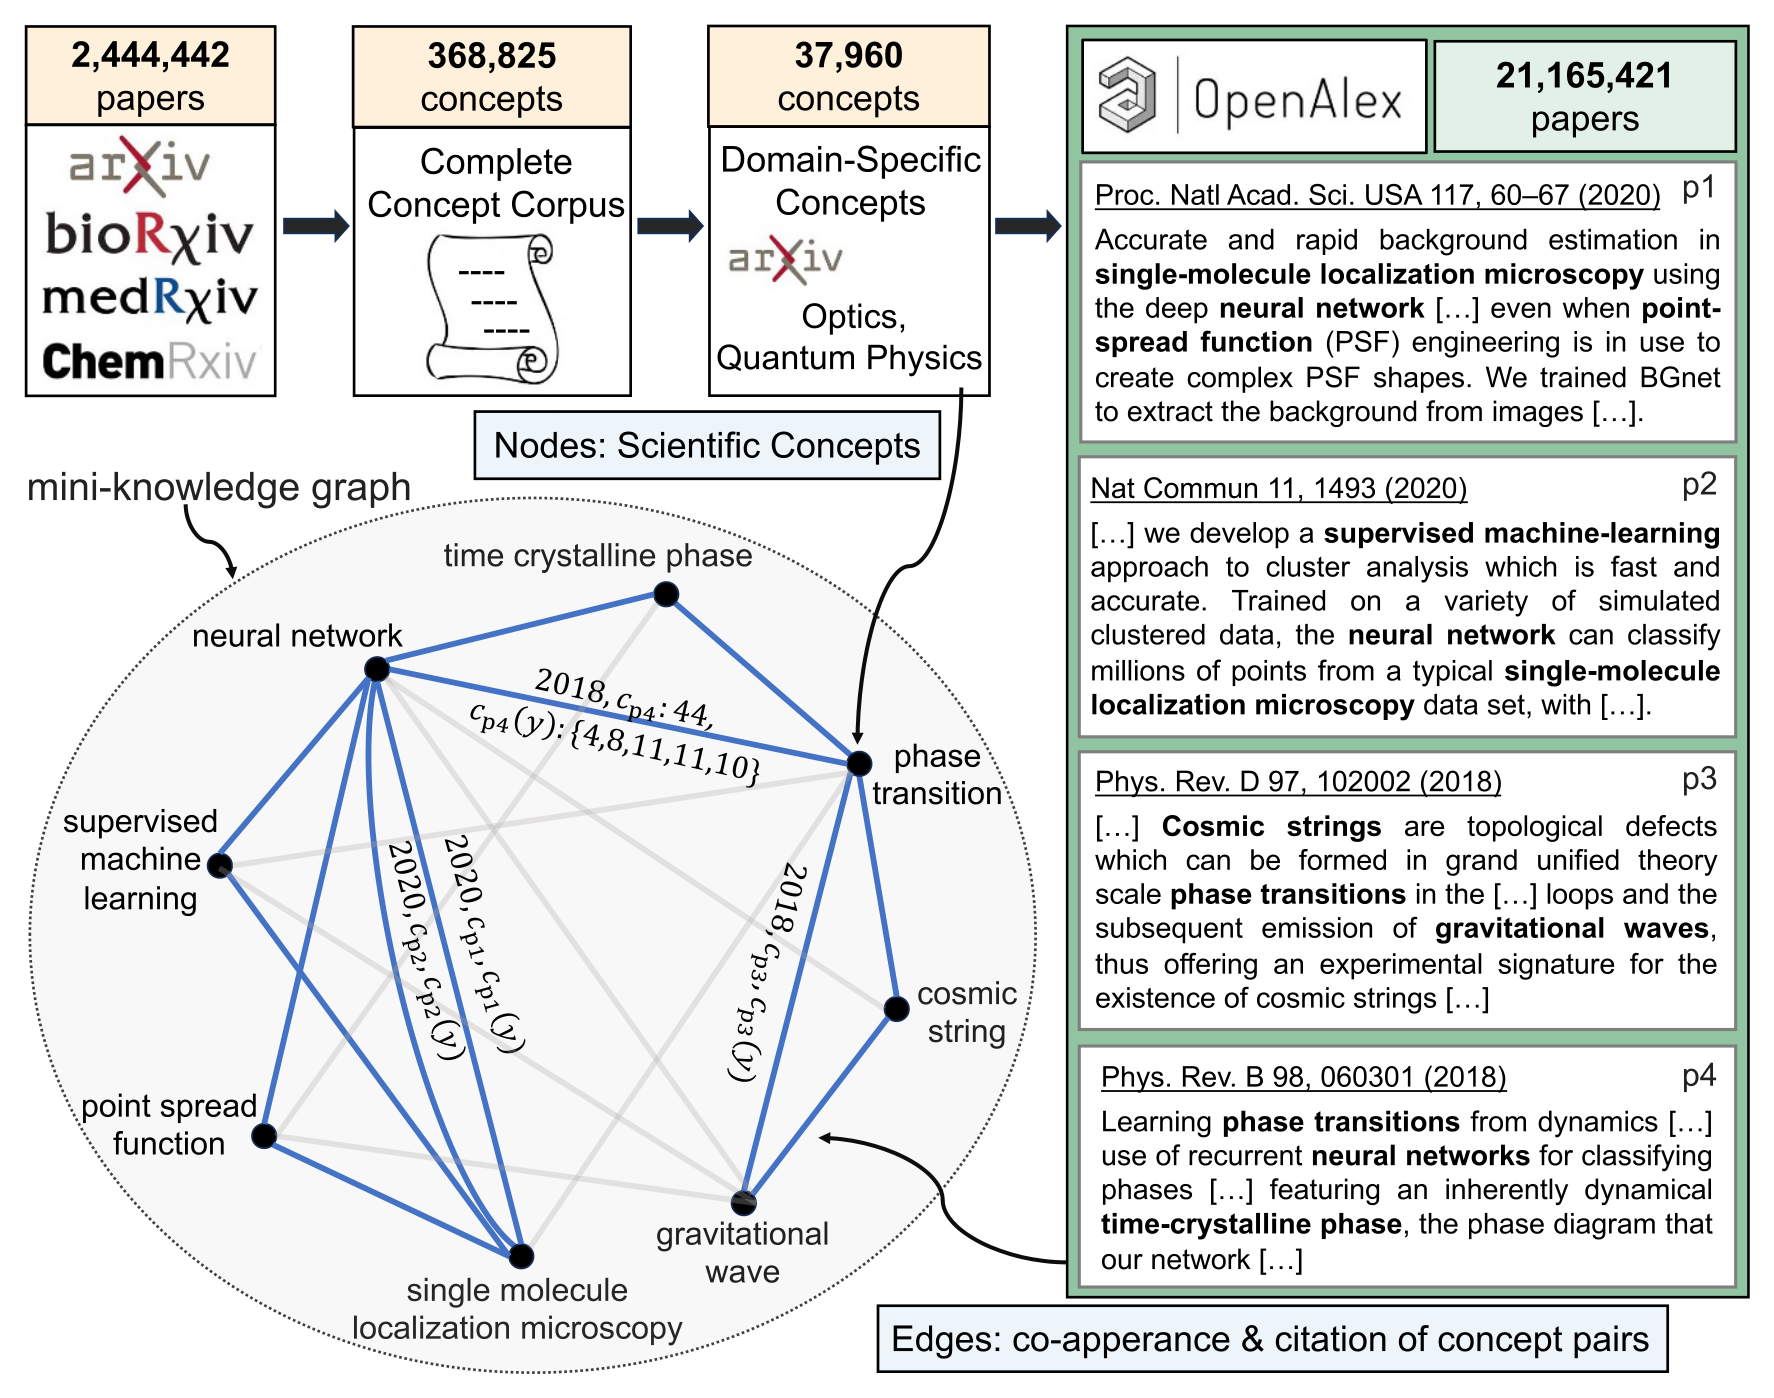 2,444,442
papers
arXiv
bioRχiv
medRχiv
ChemRxiv
368,825
concepts
Complete
Concept Corpus
37,960
concepts
Domain-Specific
Concepts
arXiv
Optics,
Quantum Physics
OpenAlex
21,165,421
papers
Proc. Natl Acad. Sci. USA 117, 60–67 (2020) p1
Accurate and rapid background estimation in
single-molecule localization microscopy using
the deep neural network […] even when point-
spread function (PSF) engineering is in use to
create complex PSF shapes. We trained BGnet
to extract the background from images […].
Nat Commun 11, 1493 (2020) p2
[…] we develop a supervised machine-learning
approach to cluster analysis which is fast and
accurate. Trained on a variety of simulated
clustered data, the neural network can classify
millions of points from a typical single-molecule
localization microscopy data set, with […].
Phys. Rev. D 97, 102002 (2018) p3
[…] Cosmic strings are topological defects
which can be formed in grand unified theory
scale phase transitions in the […] loops and the
subsequent emission of gravitational waves,
thus offering an experimental signature for the
existence of cosmic strings […]
Phys. Rev. B 98, 060301 (2018) p4
Learning phase transitions from dynamics […]
use of recurrent neural networks for classifying
phases […] featuring an inherently dynamical
time-crystalline phase, the phase diagram that
our network […]
Nodes: Scientific Concepts
mini-knowledge graph
time crystalline phase
neural network
2018, c_p4: 44,
c_p4(y): {4,8,11,11,10}
phase
transition
supervised
machine
learning
2020, c_p2, c_p2(y)
2020, c_p1, c_p1(y)
2018, c_p3, c_p3(y)
cosmic
string
point spread
function
gravitational
wave
single molecule
localization microscopy
Edges: co-apperance & citation of concept pairs